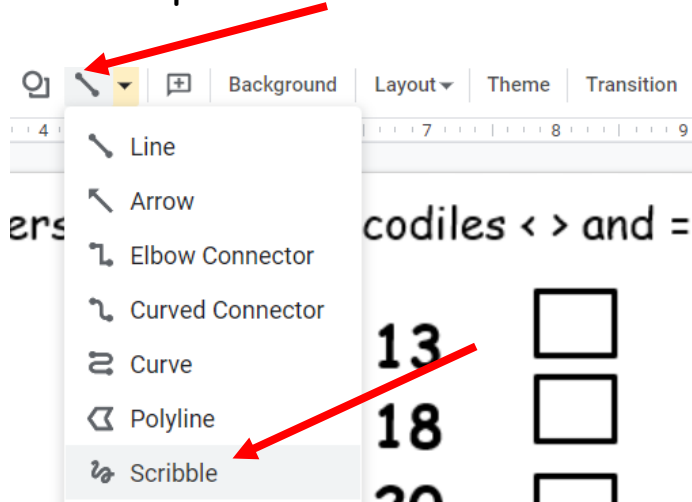 Background Layout Theme Transition
4 7 8 9
Line
Arrow
ers codiles < > and =
Elbow Connector
Curved Connector
13
Curve
Polyline
18
Scribble
20